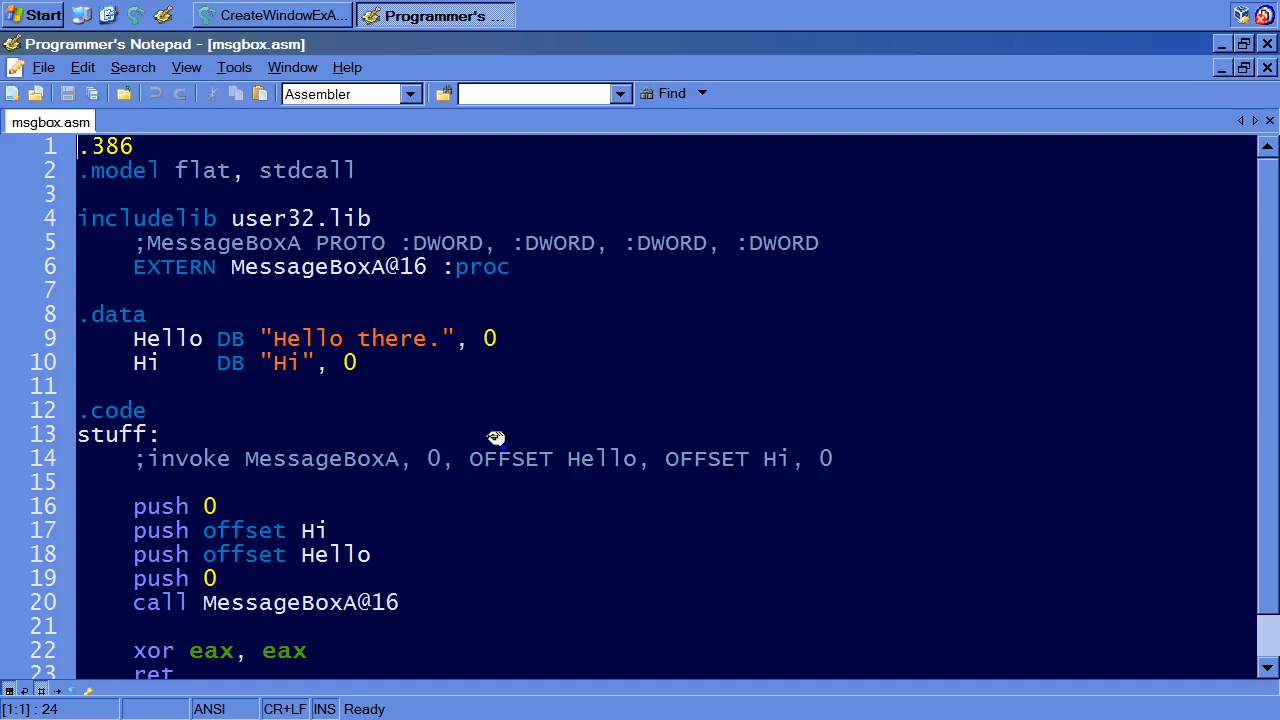 Start
CreateWindowExA...
Programmer's ...
Programmer's Notepad - [msgbox.asm]
File Edit Search View Tools Window Help
Assembler
Find
msgbox.asm
1 .386
2 .model flat, stdcall
3
4 includelib user32.lib
5 ;MessageBoxA PROTO :DWORD, :DWORD, :DWORD, :DWORD
6 EXTERN MessageBoxA@16 :proc
7
8 .data
9 Hello DB "Hello there.", 0
10 Hi DB "Hi", 0
11
12 .code
13 stuff:
14 ;invoke MessageBoxA, 0, OFFSET Hello, OFFSET Hi, 0
15
16 push 0
17 push offset Hi
18 push offset Hello
19 push 0
20 call MessageBoxA@16
21
22 xor eax, eax
23 ret
[1:1] : 24 ANSI CR+LF INS Ready